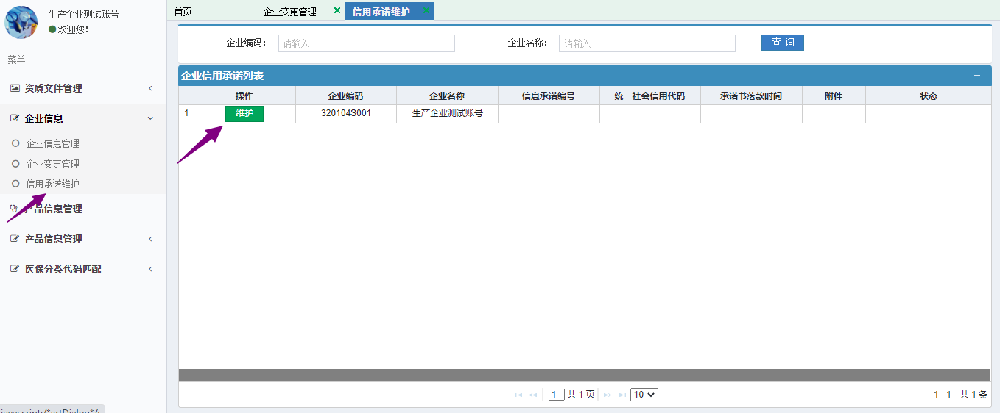 生产企业测试账号
欢迎您!
菜单
资质文件管理
企业信息
企业信息管理
企业变更管理
信用承诺维护
产品信息管理
产品信息管理
医保分类代码匹配
首页 企业变更管理 信用承诺维护
企业编码: 请输入... 企业名称: 请输入... 查 询
企业信用承诺列表
操作 企业编码 企业名称 信息承诺编号 统一社会信用代码 承诺书落款时间 附件 状态
1 维护 320104S001 生产企业测试账号
1 共 1 页 10 1 - 1 共 1 条
javascript:/*artDialog*/;